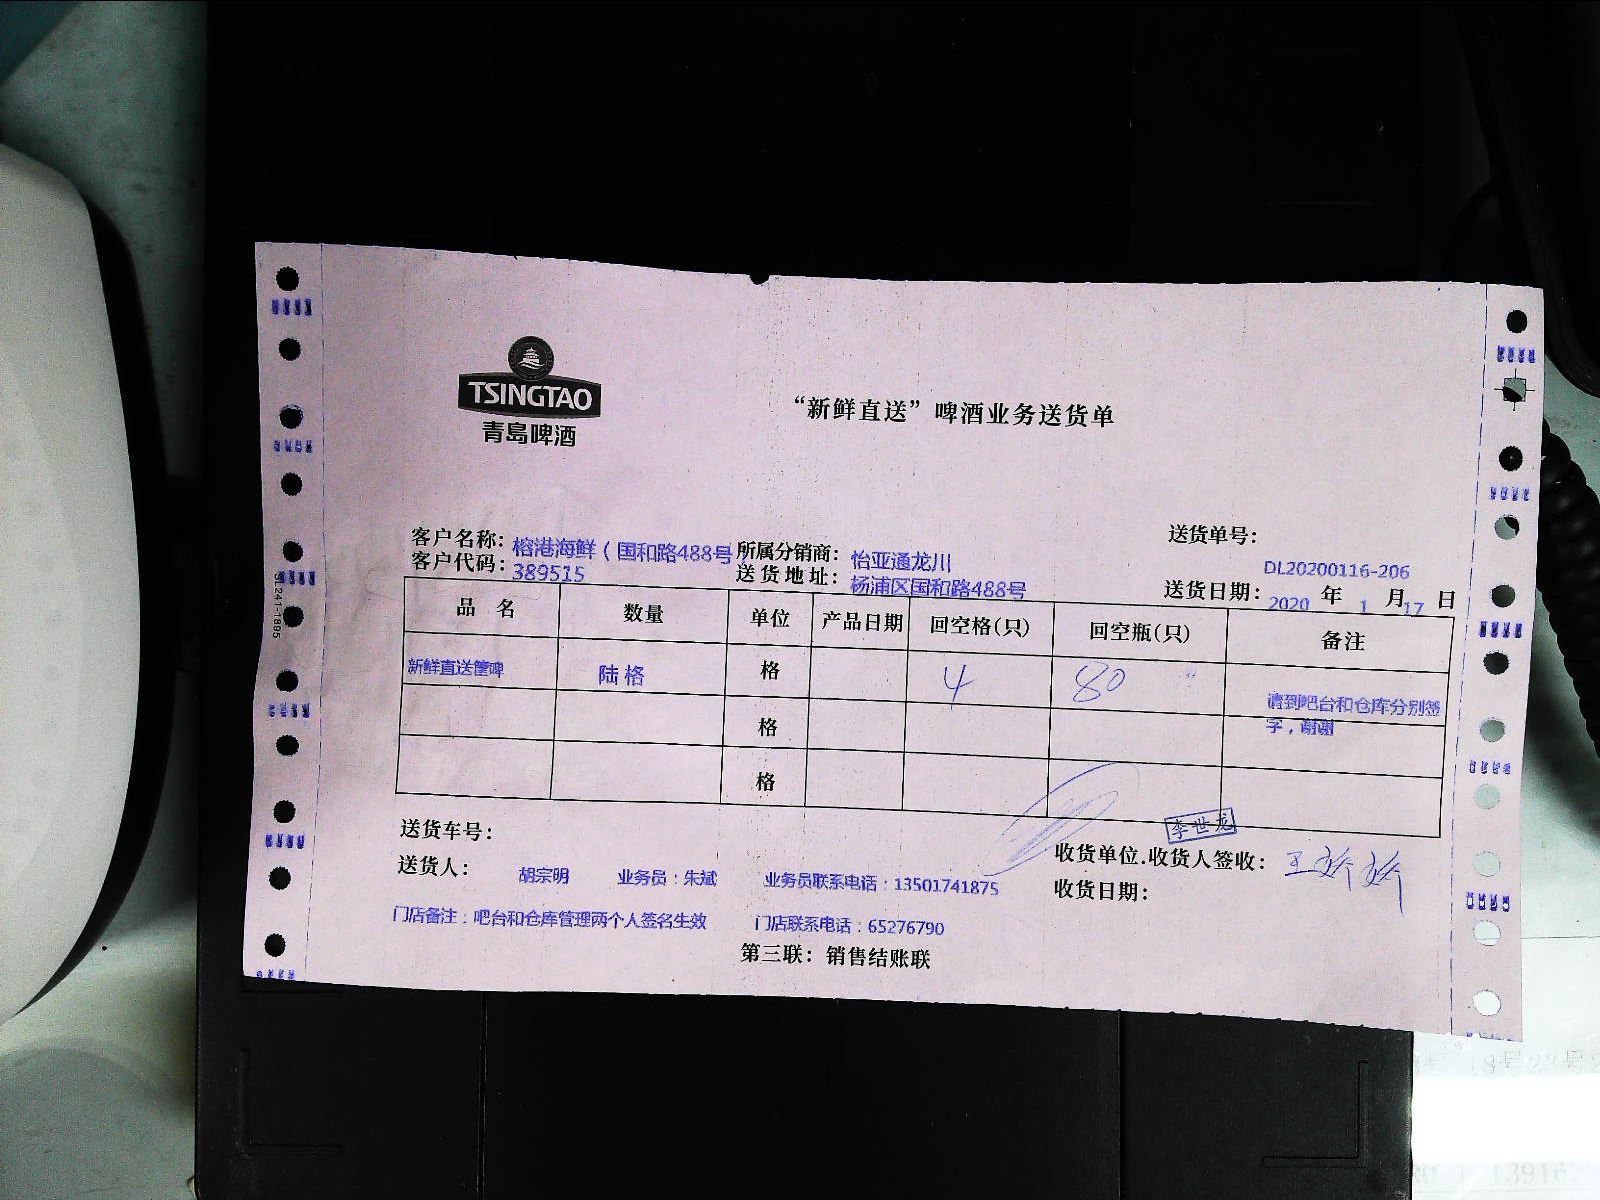 TSINGTAO
青岛啤酒
“新鲜直送”啤酒业务送货单
客户名称：榕港海鲜（国和路488号 所属分销商：怡亚通龙川 送货单号：
DL20200116-206
客户代码：389515 送货地址：杨浦区国和路488号 送货日期：2020 年 1 月 17 日
品 名 数量 单位 产品日期 回空格(只) 回空瓶(只) 备注
新鲜直送筐啤 陆格 格 4 80 请到吧台和仓库分别签
字，谢谢
格
格
送货车号：
李世龙
送货人： 胡宗明 业务员：朱斌 业务员联系电话：13501741875 收货单位.收货人签收：
收货日期：
门店备注：吧台和仓库管理两个人签名生效 门店联系电话：65276790
第三联：销售结账联
SL241-1895